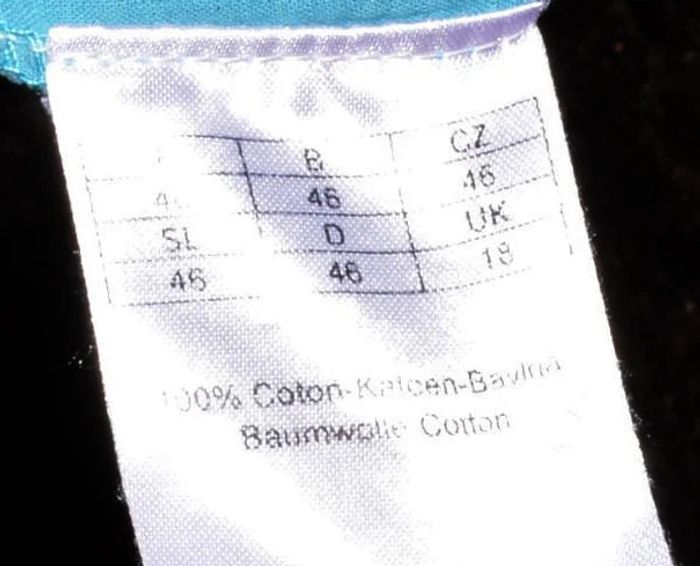 B CZ
46 46
SL D UK
46 46 18
100% Coton-Katoen-Bavlna
Baumwolle Cotton